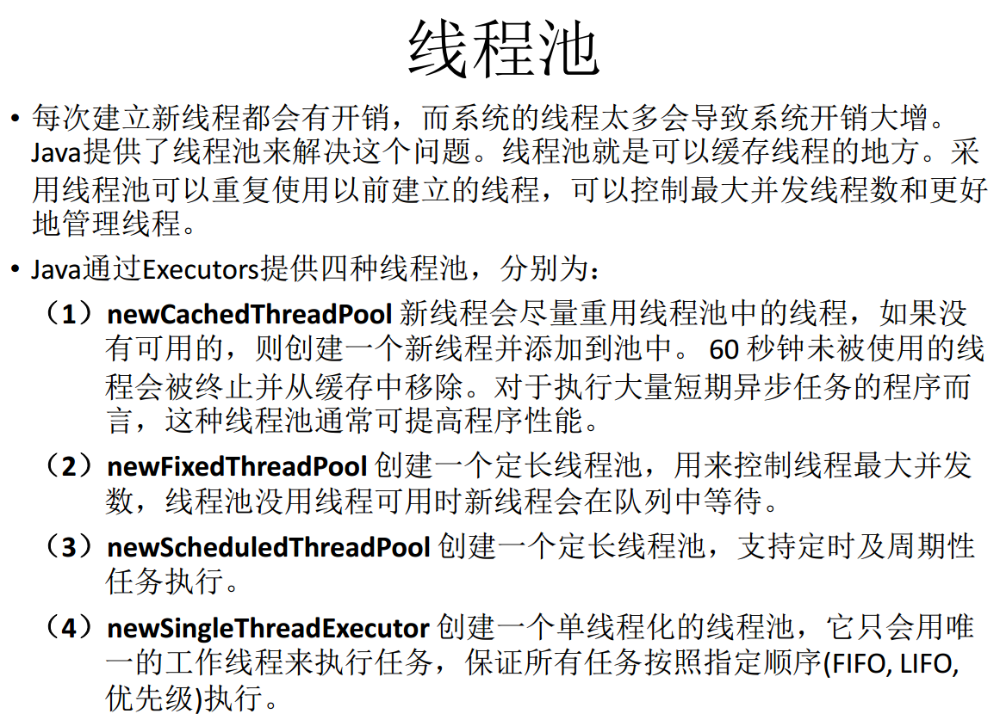 线程池
• 每次建立新线程都会有开销，而系统的线程太多会导致系统开销大增。
Java提供了线程池来解决这个问题。线程池就是可以缓存线程的地方。采
用线程池可以重复使用以前建立的线程，可以控制最大并发线程数和更好
地管理线程。
• Java通过Executors提供四种线程池，分别为：
（1）newCachedThreadPool 新线程会尽量重用线程池中的线程，如果没
有可用的，则创建一个新线程并添加到池中。 60 秒钟未被使用的线
程会被终止并从缓存中移除。对于执行大量短期异步任务的程序而
言，这种线程池通常可提高程序性能。
（2）newFixedThreadPool 创建一个定长线程池，用来控制线程最大并发
数，线程池没用线程可用时新线程会在队列中等待。
（3）newScheduledThreadPool 创建一个定长线程池，支持定时及周期性
任务执行。
（4）newSingleThreadExecutor 创建一个单线程化的线程池，它只会用唯
一的工作线程来执行任务，保证所有任务按照指定顺序(FIFO, LIFO,
优先级)执行。